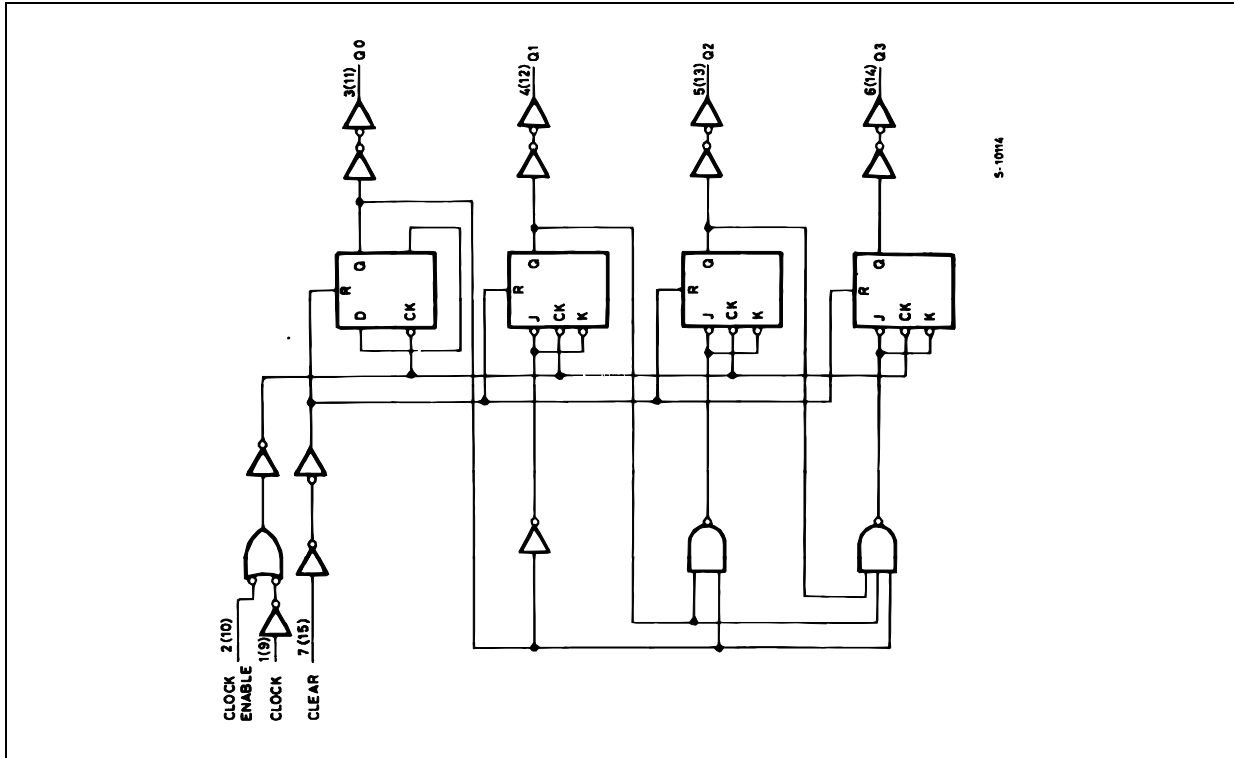 3(11) Q0
4(12) Q1
5(13) Q2
6(14) Q3
S-10114
Q
R
D
CK
Q
R
J
CK
K
Q
R
J
CK
K
Q
R
J
CK
K
2(10)
CLOCK
ENABLE
1(9)
CLOCK
7(15)
CLEAR